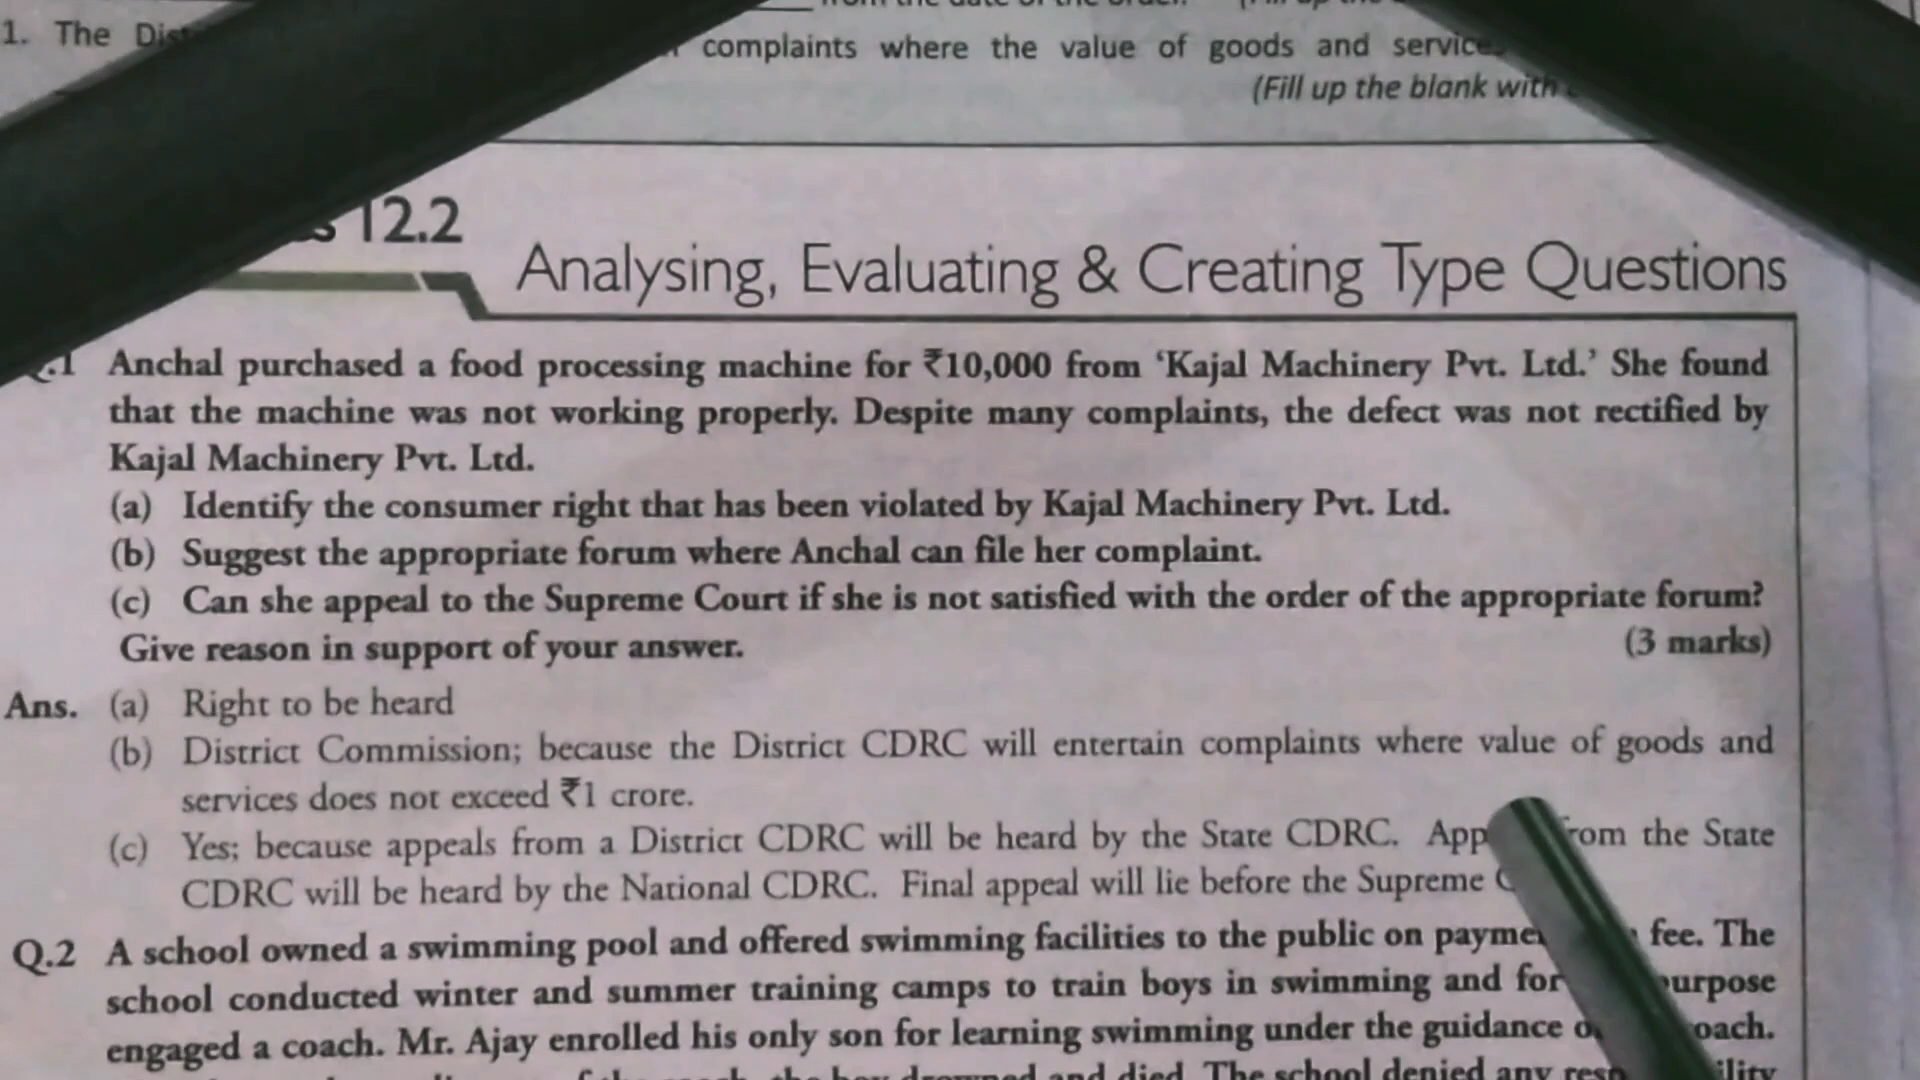 1. The
complaints where the value of goods and
(Fill up the blank with
12.2
Analysing, Evaluating & Creating Type Questions
Anchal purchased a food processing machine for ₹10,000 from ‘Kajal Machinery Pvt. Ltd.’ She found
that the machine was not working properly. Despite many complaints, the defect was not rectified by
Kajal Machinery Pvt. Ltd.
(a) Identify the consumer right that has been violated by Kajal Machinery Pvt. Ltd.
(b) Suggest the appropriate forum where Anchal can file her complaint.
(c) Can she appeal to the Supreme Court if she is not satisfied with the order of the appropriate forum?
Give reason in support of your answer. (3 marks)
Ans. (a) Right to be heard
(b) District Commission; because the District CDRC will entertain complaints where value of goods and
services does not exceed ₹1 crore.
(c) Yes; because appeals from a District CDRC will be heard by the State CDRC. from the State
CDRC will be heard by the National CDRC. Final appeal will lie before the Supreme
Q.2 A school owned a swimming pool and offered swimming facilities to the public on fee. The
school conducted winter and summer training camps to train boys in swimming and for
engaged a coach. Mr. Ajay enrolled his only son for learning swimming under the guidance
and died. The school denied any